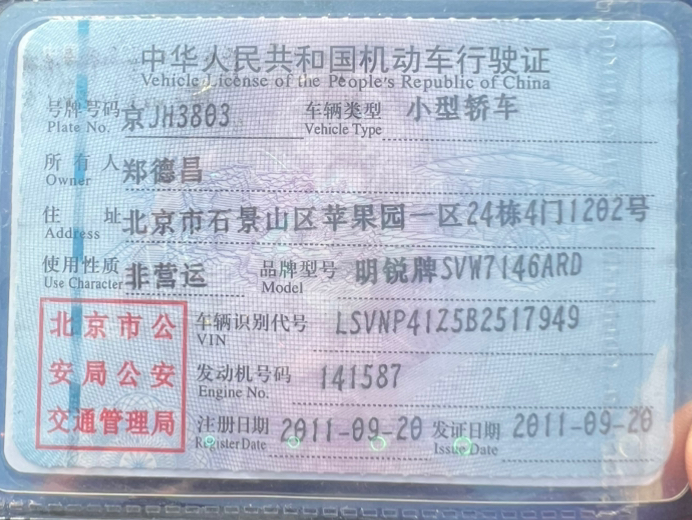 中华人民共和国机动车行驶证
Vehicle License of the People's Republic of China
号牌号码 京JH3803 车辆类型 小型轿车
Plate No. Vehicle Type
所有人 郑德昌
Owner
住址 北京市石景山区苹果园一区24栋4门1202号
Address
使用性质 非营运 品牌型号 明锐牌SVW7146ARD
Use Character Model
北京市公 车辆识别代号 LSVNP41Z5B2517949
VIN
安局公安 发动机号码 141587
Engine No.
交通管理局 注册日期 2011-09-20 发证日期 2011-09-20
Register Date Issue Date